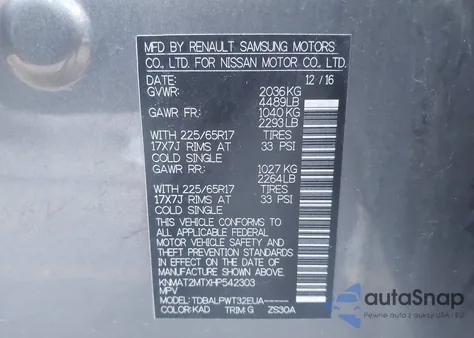 MFD BY RENAULT SAMSUNG MOTORS
CO., LTD. FOR NISSAN MOTOR CO., LTD.
DATE: 12/16
GVWR: 2036KG
4489LB
GAWR FR: 1040KG
2293LB
WITH 225/65R17 TIRES
17X7J RIMS AT 33 PSI
COLD SINGLE
GAWR RR: 1027KG
2264LB
WITH 225/65R17 TIRES
17X7J RIMS AT 33 PSI
COLD SINGLE
THIS VEHICLE CONFORMS TO
ALL APPLICABLE FEDERAL
MOTOR VEHICLE SAFETY AND
THEFT PREVENTION STANDARDS
IN EFFECT ON THE DATE OF
MANUFACTURE SHOWN ABOVE.
KNMAT2MTXHP542303
MPV
MODEL: TDBALPWT32EUA-----
COLOR: KAD TRIM: G ZS30A
autoSnap
FULL DATABASE USA - EU